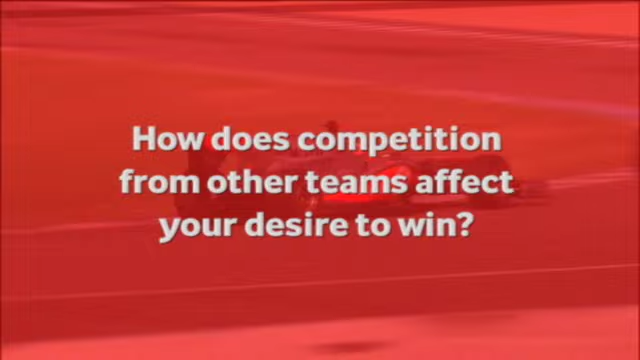 How does competition
from other teams affect
your desire to win?